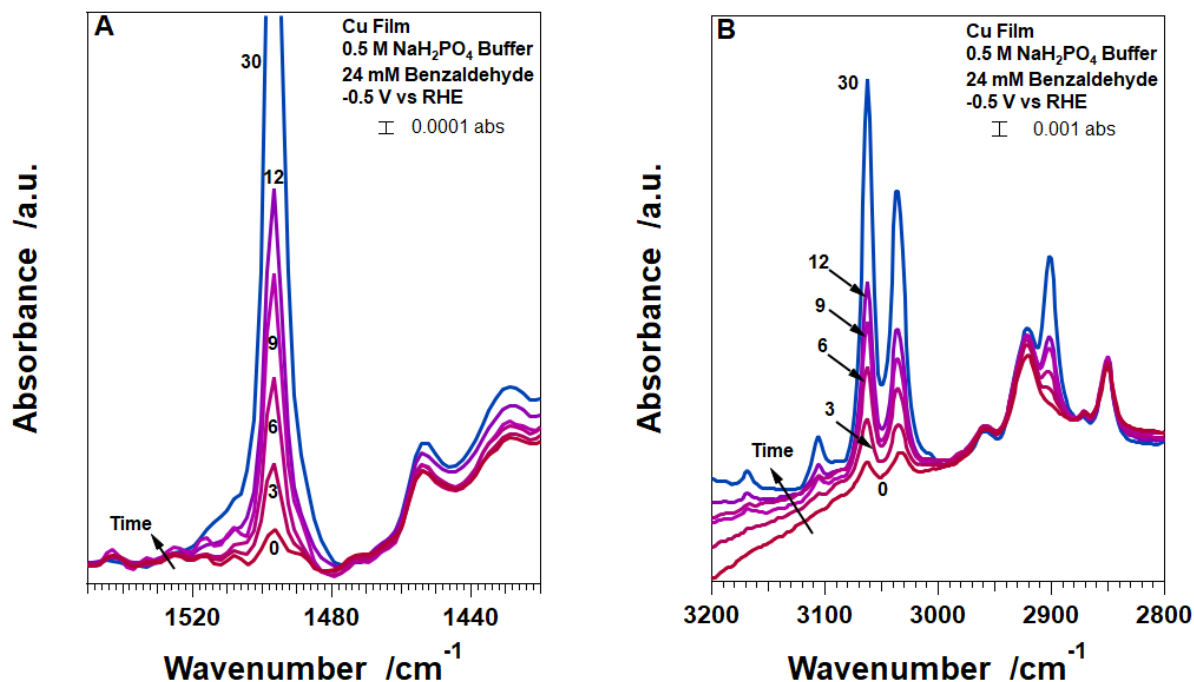 A
Cu Film
0.5 M NaH₂PO₄ Buffer
24 mM Benzaldehyde
-0.5 V vs RHE
0.0001 abs
30
12
9
6
3
0
Time
Absorbance /a.u.
1520 1480 1440
Wavenumber /cm⁻¹
B
Cu Film
0.5 M NaH₂PO₄ Buffer
24 mM Benzaldehyde
-0.5 V vs RHE
0.001 abs
30
12
9
6
3
Time
0
Absorbance /a.u.
3200 3100 3000 2900 2800
Wavenumber /cm⁻¹